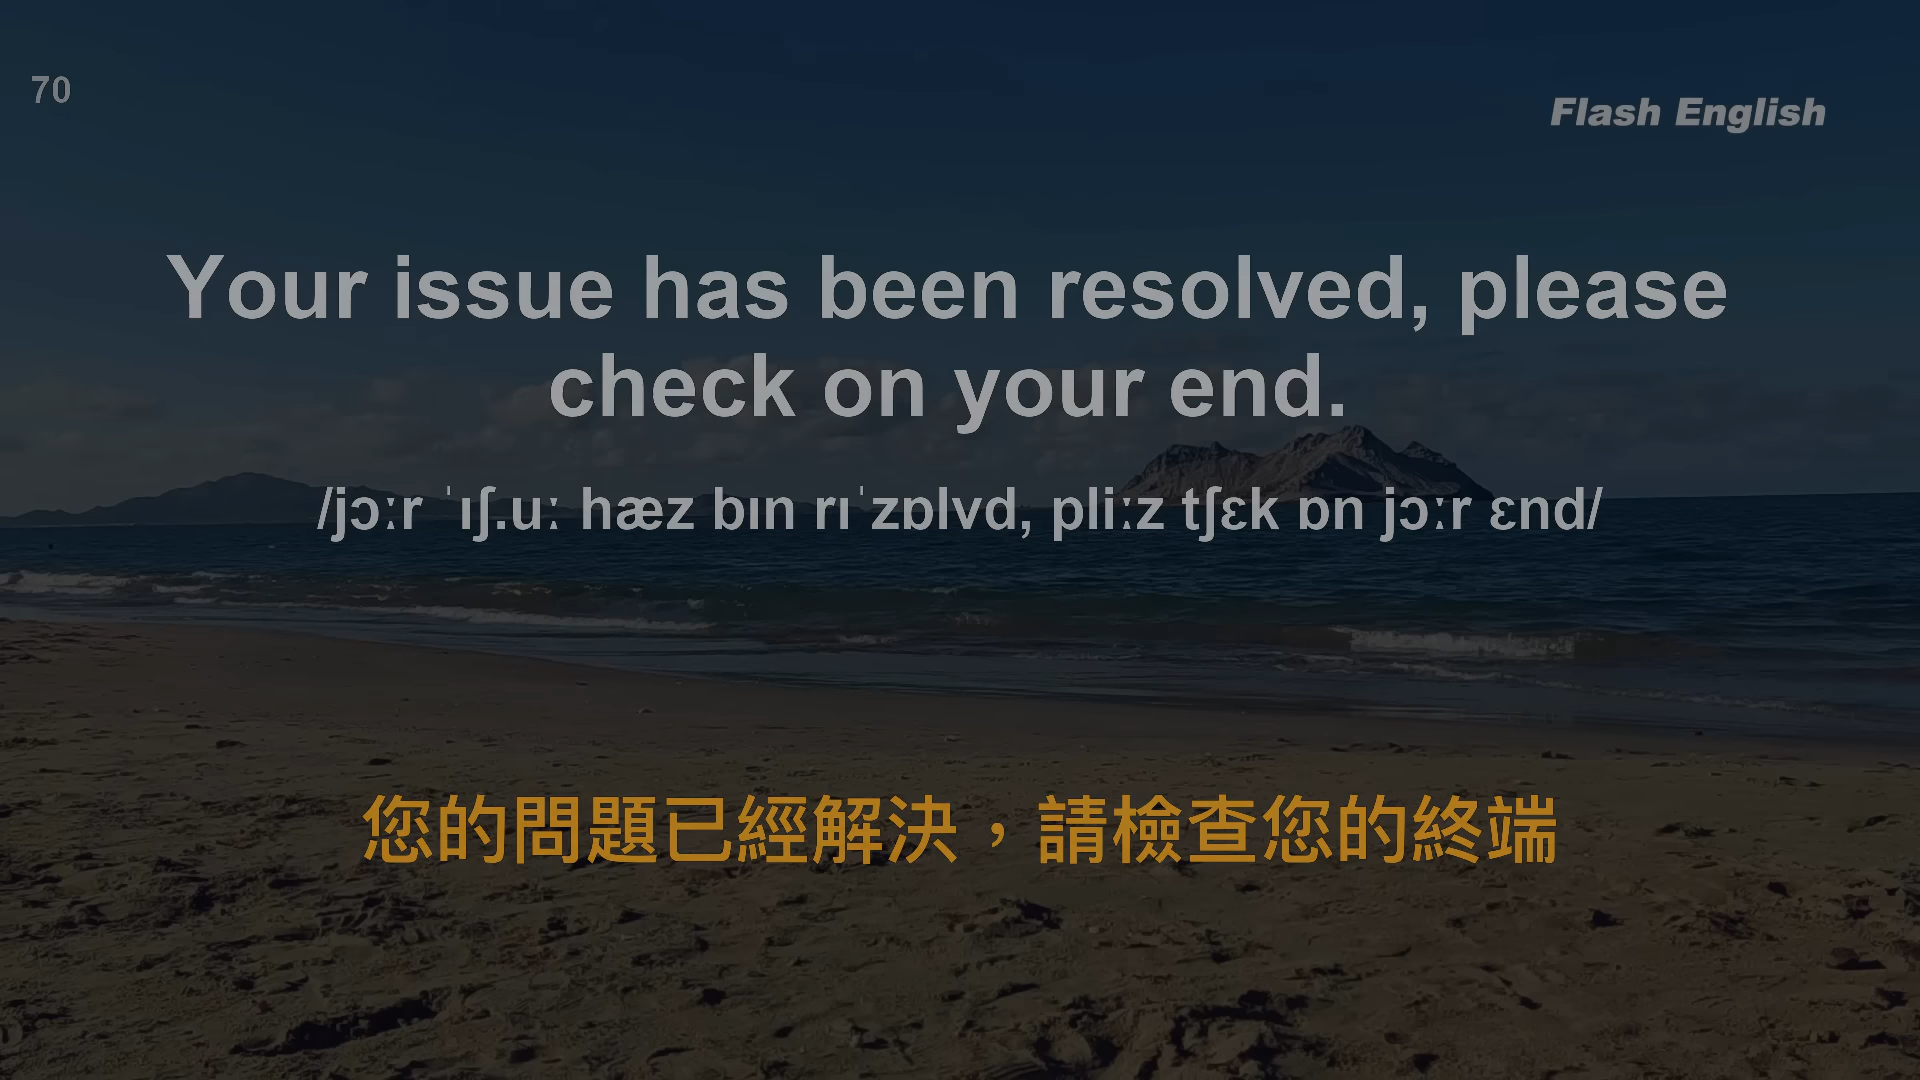 70
Flash English
Your issue has been resolved, please
check on your end.
/jɔːr ˈɪʃ.uː hæz bɪn rɪˈzɒlvd, pliːz tʃɛk ɒn jɔːr ɛnd/
您的問題已經解決，請檢查您的終端